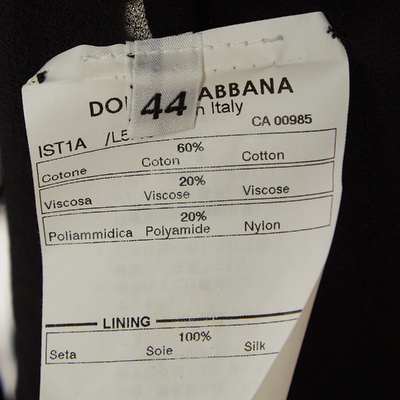 DO 44 ABBANA
n Italy
IST1A /LE CA 00985
60%
Cotone Coton Cotton
20%
Viscosa Viscose Viscose
20%
Poliammidica Polyamide Nylon
LINING
100%
Seta Soie Silk